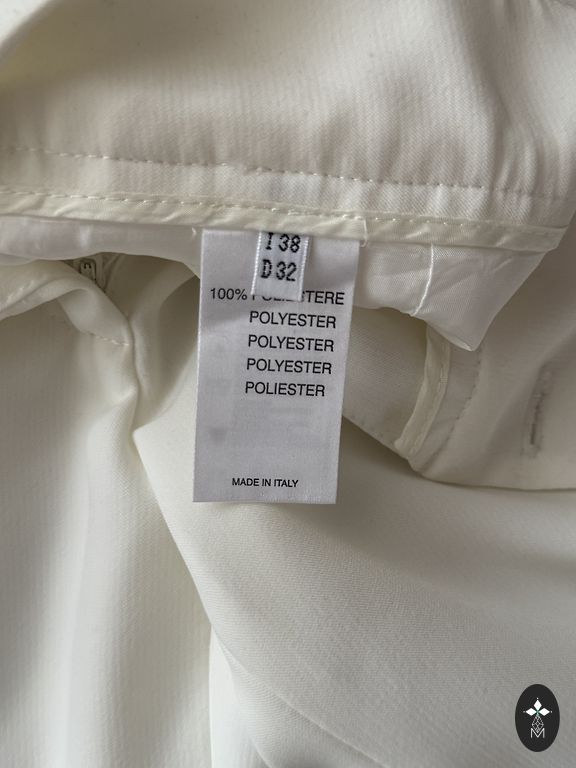 I 38
D 32
100% POLIESTERE
POLYESTER
POLYESTER
POLYESTER
POLIESTER
MADE IN ITALY
M